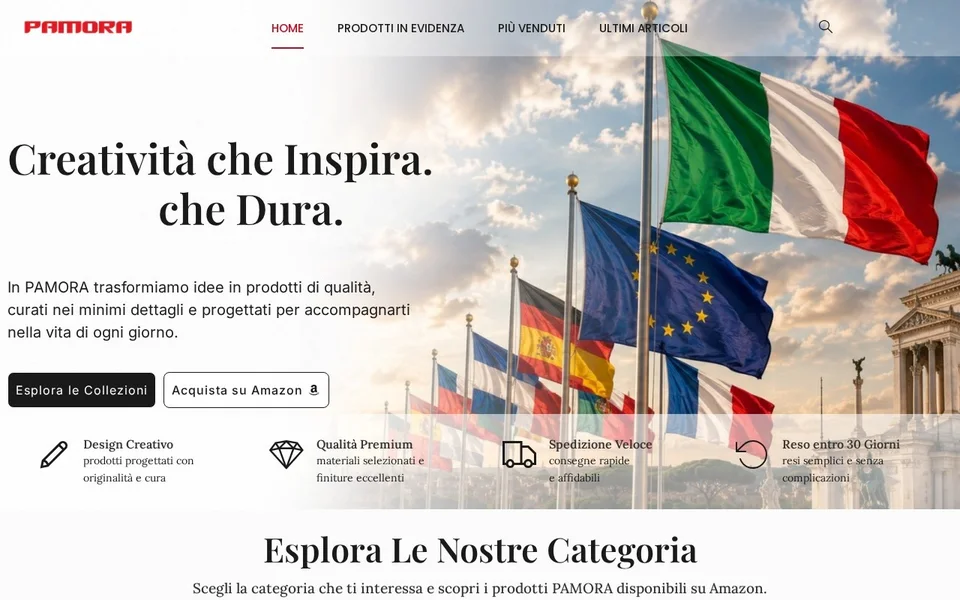 PAMORA
HOME
PRODOTTI IN EVIDENZA
PIÙ VENDUTI
ULTIMI ARTICOLI
Creatività che Inspira.
che Dura.
In PAMORA trasformiamo idee in prodotti di qualità,
curati nei minimi dettagli e progettati per accompagnarti
nella vita di ogni giorno.
Esplora le Collezioni
Acquista su Amazon a
Design Creativo
prodotti progettati con
originalità e cura
Qualità Premium
materiali selezionati e
finiture eccellenti
Spedizione Veloce
consegne rapide
e affidabili
Reso entro 30 Giorni
resi semplici e senza
complicazioni
Esplora Le Nostre Categoria
Scegli la categoria che ti interessa e scopri i prodotti PAMORA disponibili su Amazon.